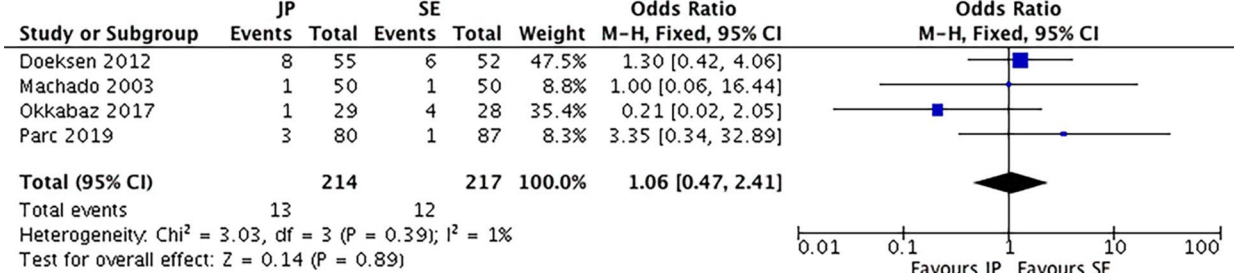 JP SE Odds Ratio Odds Ratio
Study or Subgroup Events Total Events Total Weight M-H, Fixed, 95% CI M-H, Fixed, 95% CI
Doeksen 2012 8 55 6 52 47.5% 1.30 [0.42, 4.06]
Machado 2003 1 50 1 50 8.8% 1.00 [0.06, 16.44]
Okkabaz 2017 1 29 4 28 35.4% 0.21 [0.02, 2.05]
Parc 2019 3 80 1 87 8.3% 3.35 [0.34, 32.89]
Total (95% CI) 214 217 100.0% 1.06 [0.47, 2.41]
Total events 13 12
Heterogeneity: Chi² = 3.03, df = 3 (P = 0.39); I² = 1%
Test for overall effect: Z = 0.14 (P = 0.89)
0.01 0.1 1 10 100
Favours JP Favours SE